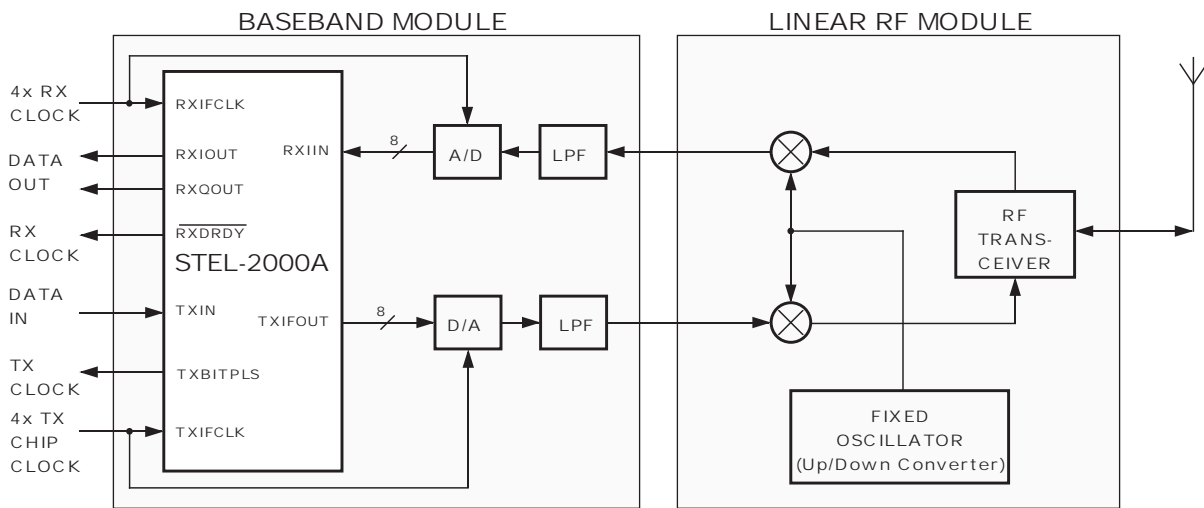 BASEBAND MODULE
LINEAR RF MODULE
4x RX
CLOCK
DATA
OUT
RX
CLOCK
DATA
IN
TX
CLOCK
4x TX
CHIP
CLOCK
RXIFCLK
RXIIN
RXIOUT
RXQOUT
RXDRDY
STEL-2000A
TXIN
TXIFOUT
TXBITPLS
TXIFCLK
8
A/D
LPF
8
D/A
LPF
RF
TRANS-
CEIVER
FIXED
OSCILLATOR
(Up/Down Converter)